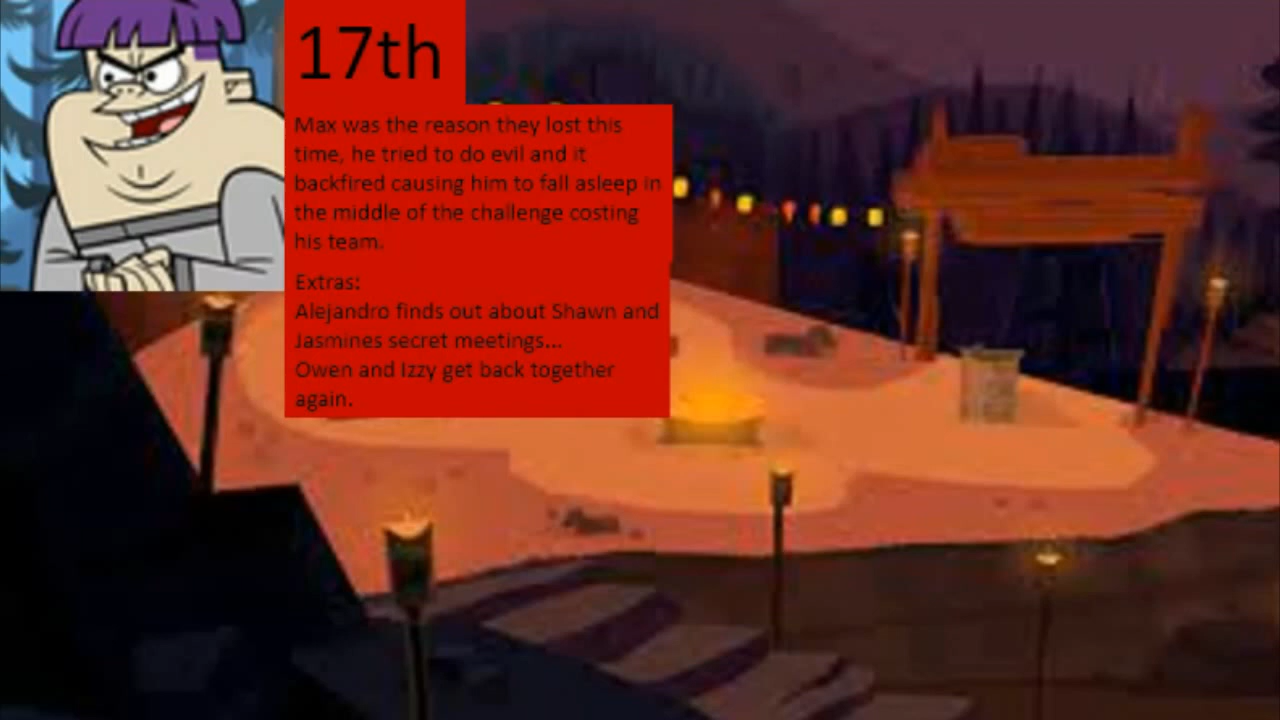 17th
Max was the reason they lost this
time, he tried to do evil and it
backfired causing him to fall asleep in
the middle of the challenge costing
his team.
Extras:
Alejandro finds out about Shawn and
Jasmines secret meetings...
Owen and Izzy get back together
again.